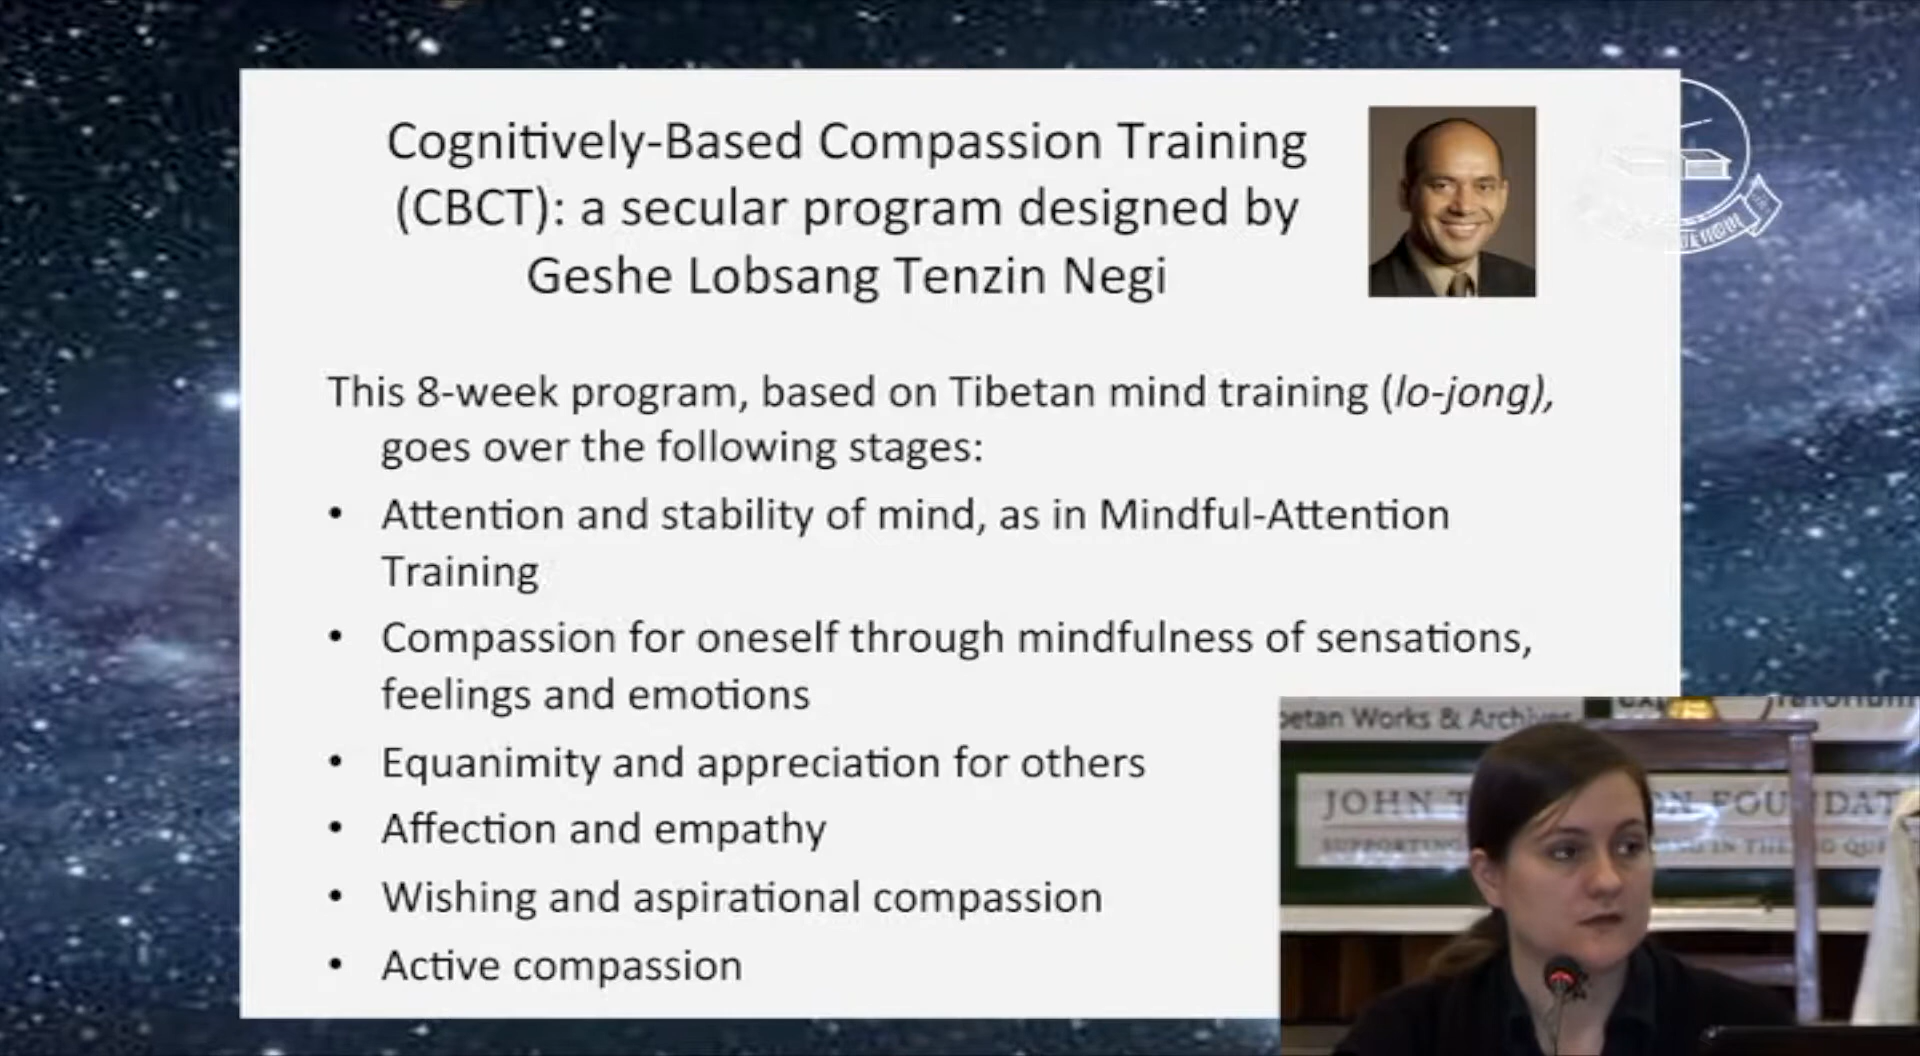 Cognitively-Based Compassion Training
(CBCT): a secular program designed by
Geshe Lobsang Tenzin Negi
This 8-week program, based on Tibetan mind training (lo-jong),
goes over the following stages:
• Attention and stability of mind, as in Mindful-Attention
Training
• Compassion for oneself through mindfulness of sensations,
feelings and emotions
• Equanimity and appreciation for others
• Affection and empathy
• Wishing and aspirational compassion
• Active compassion
Works &
JOHN